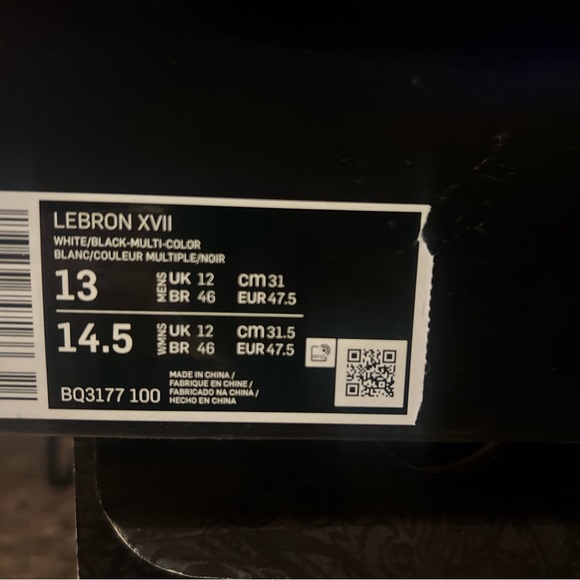 LEBRON XVII
WHITE/BLACK-MULTI-COLOR
BLANC/COULEUR MULTIPLE/NOIR
13 MENS UK 12 CM 31
BR 46 EUR 47.5
14.5 WMNS UK 12 CM 31.5
BR 46 EUR 47.5
MADE IN CHINA /
FABRIQUE EN CHINE /
FABRICADO NA CHINA /
HECHO EN CHINA
BQ3177 100